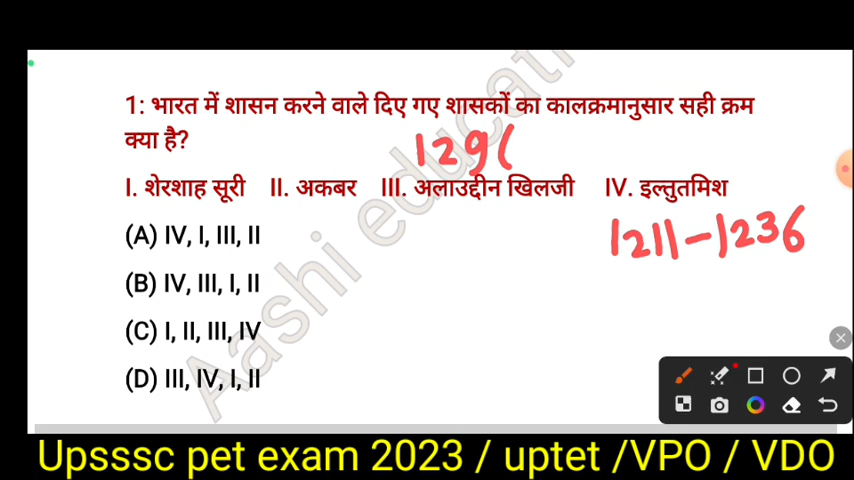 1: भारत में शासन करने वाले दिए गए शासकों का कालक्रमानुसार सही क्रम
क्या है?
129(
I. शेरशाह सूरी II. अकबर III. अलाउद्दीन खिलजी IV. इल्तुतमिश
1211-1236
(A) IV, I, III, II
(B) IV, III, I, II
(C) I, II, III, IV
(D) III, IV, I, II
Aashi educati
Upsssc pet exam 2023 / uptet /VPO / VDO